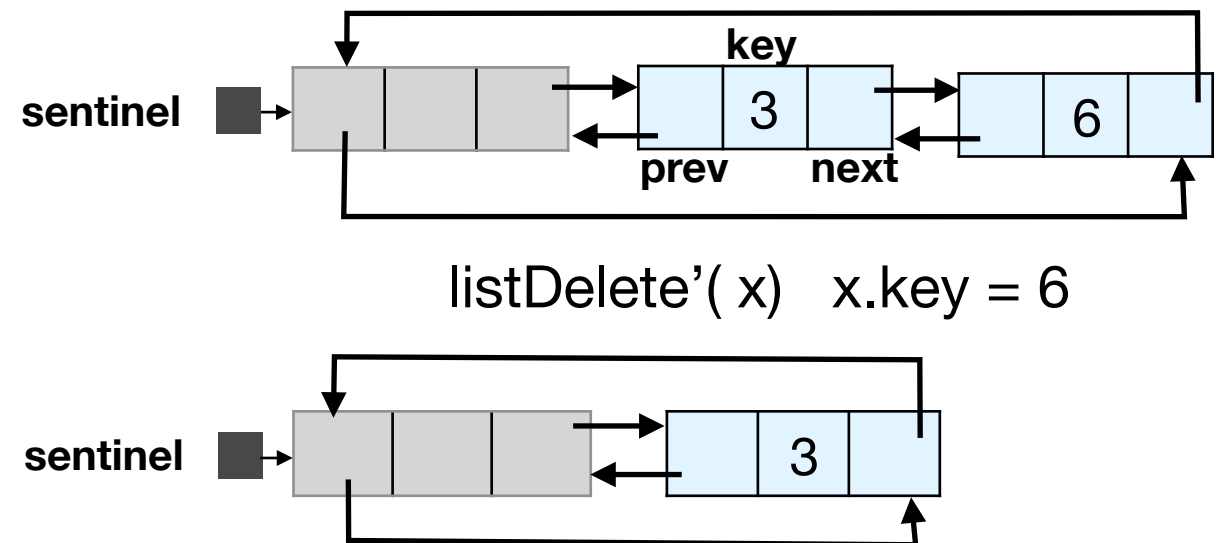 key
sentinel
3
6
prev
next
listDelete’( x) x.key = 6
sentinel
3